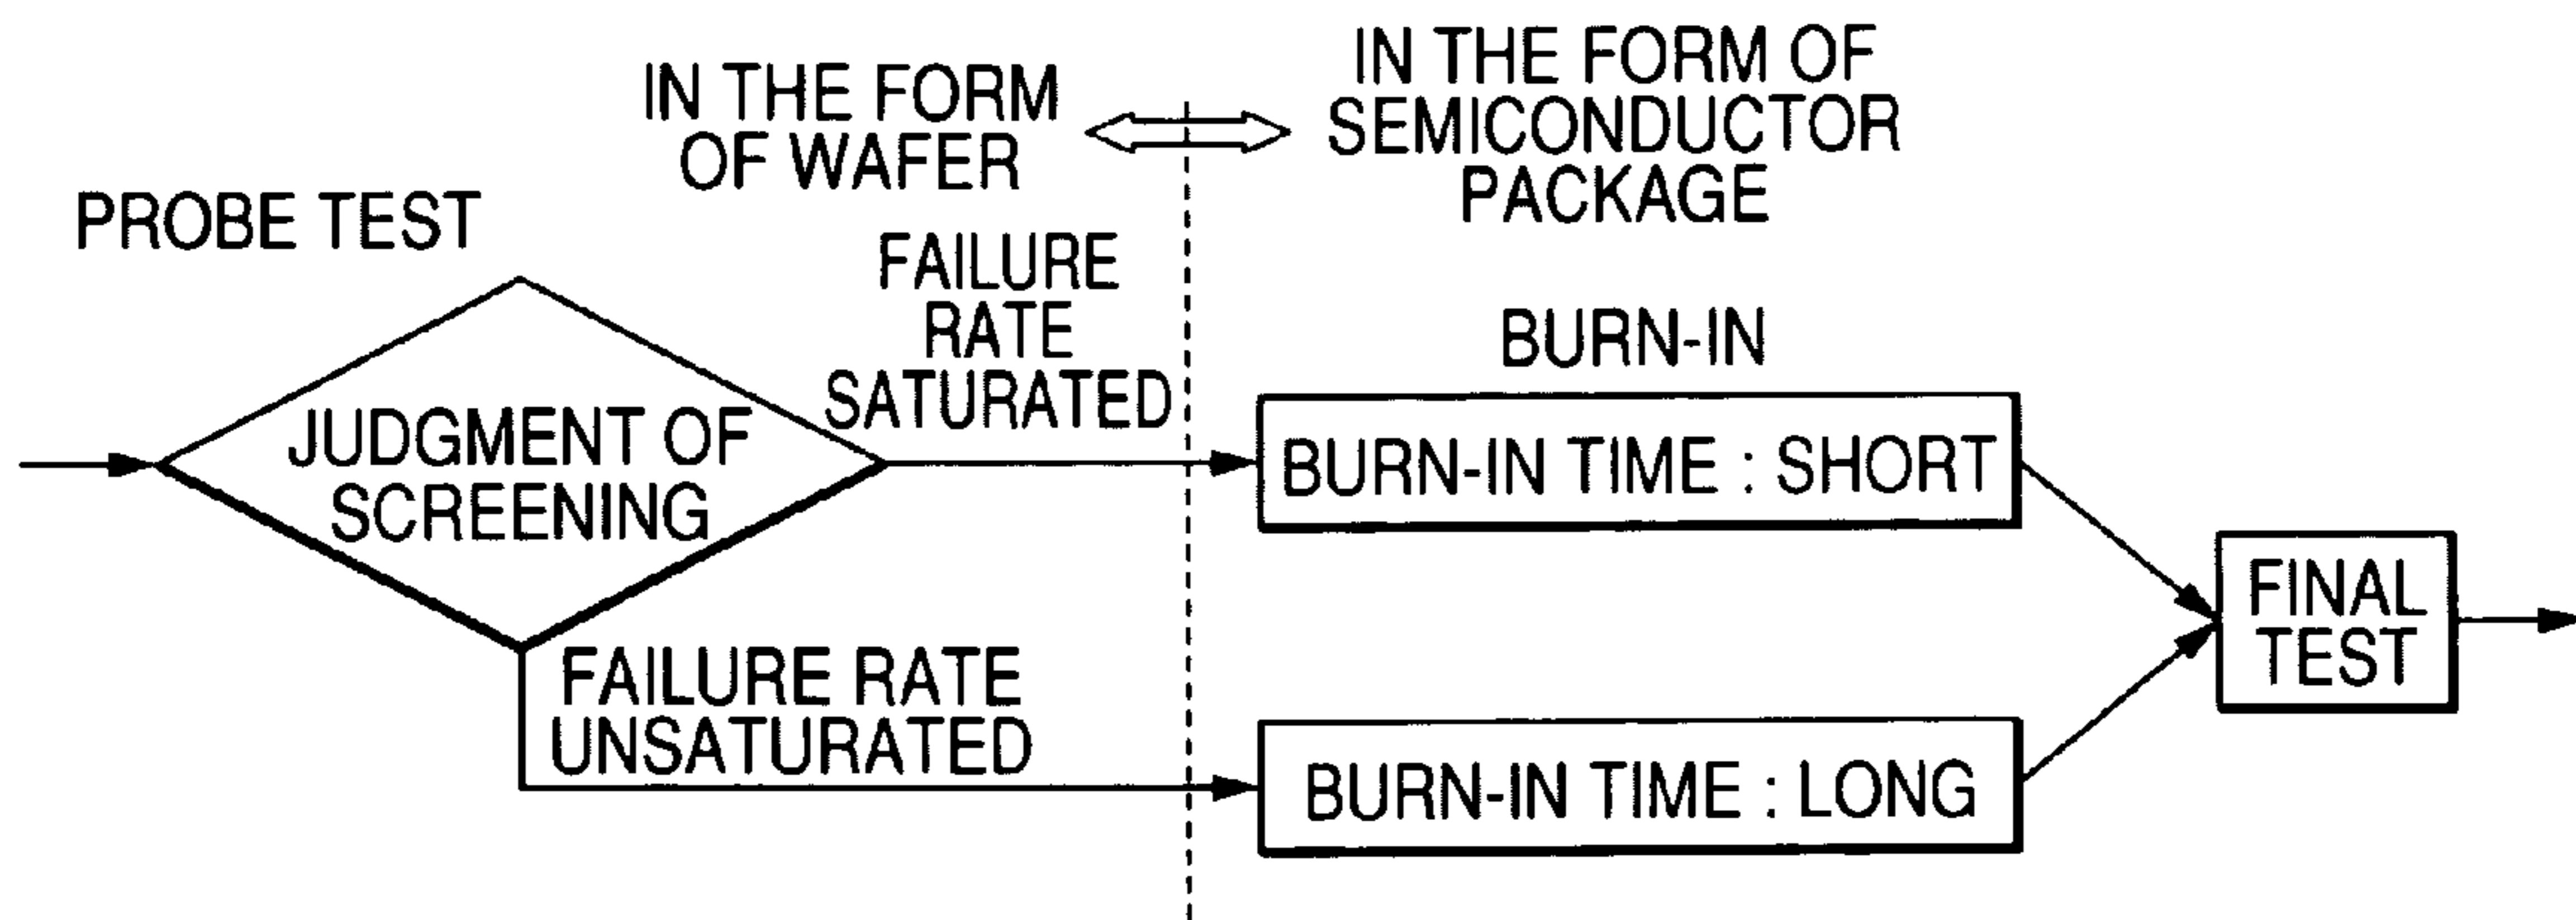 IN THE FORM
OF WAFER
IN THE FORM OF
SEMICONDUCTOR
PACKAGE
PROBE TEST
JUDGMENT OF
SCREENING
FAILURE
RATE
SATURATED
FAILURE RATE
UNSATURATED
BURN-IN
BURN-IN TIME : SHORT
BURN-IN TIME : LONG
FINAL
TEST